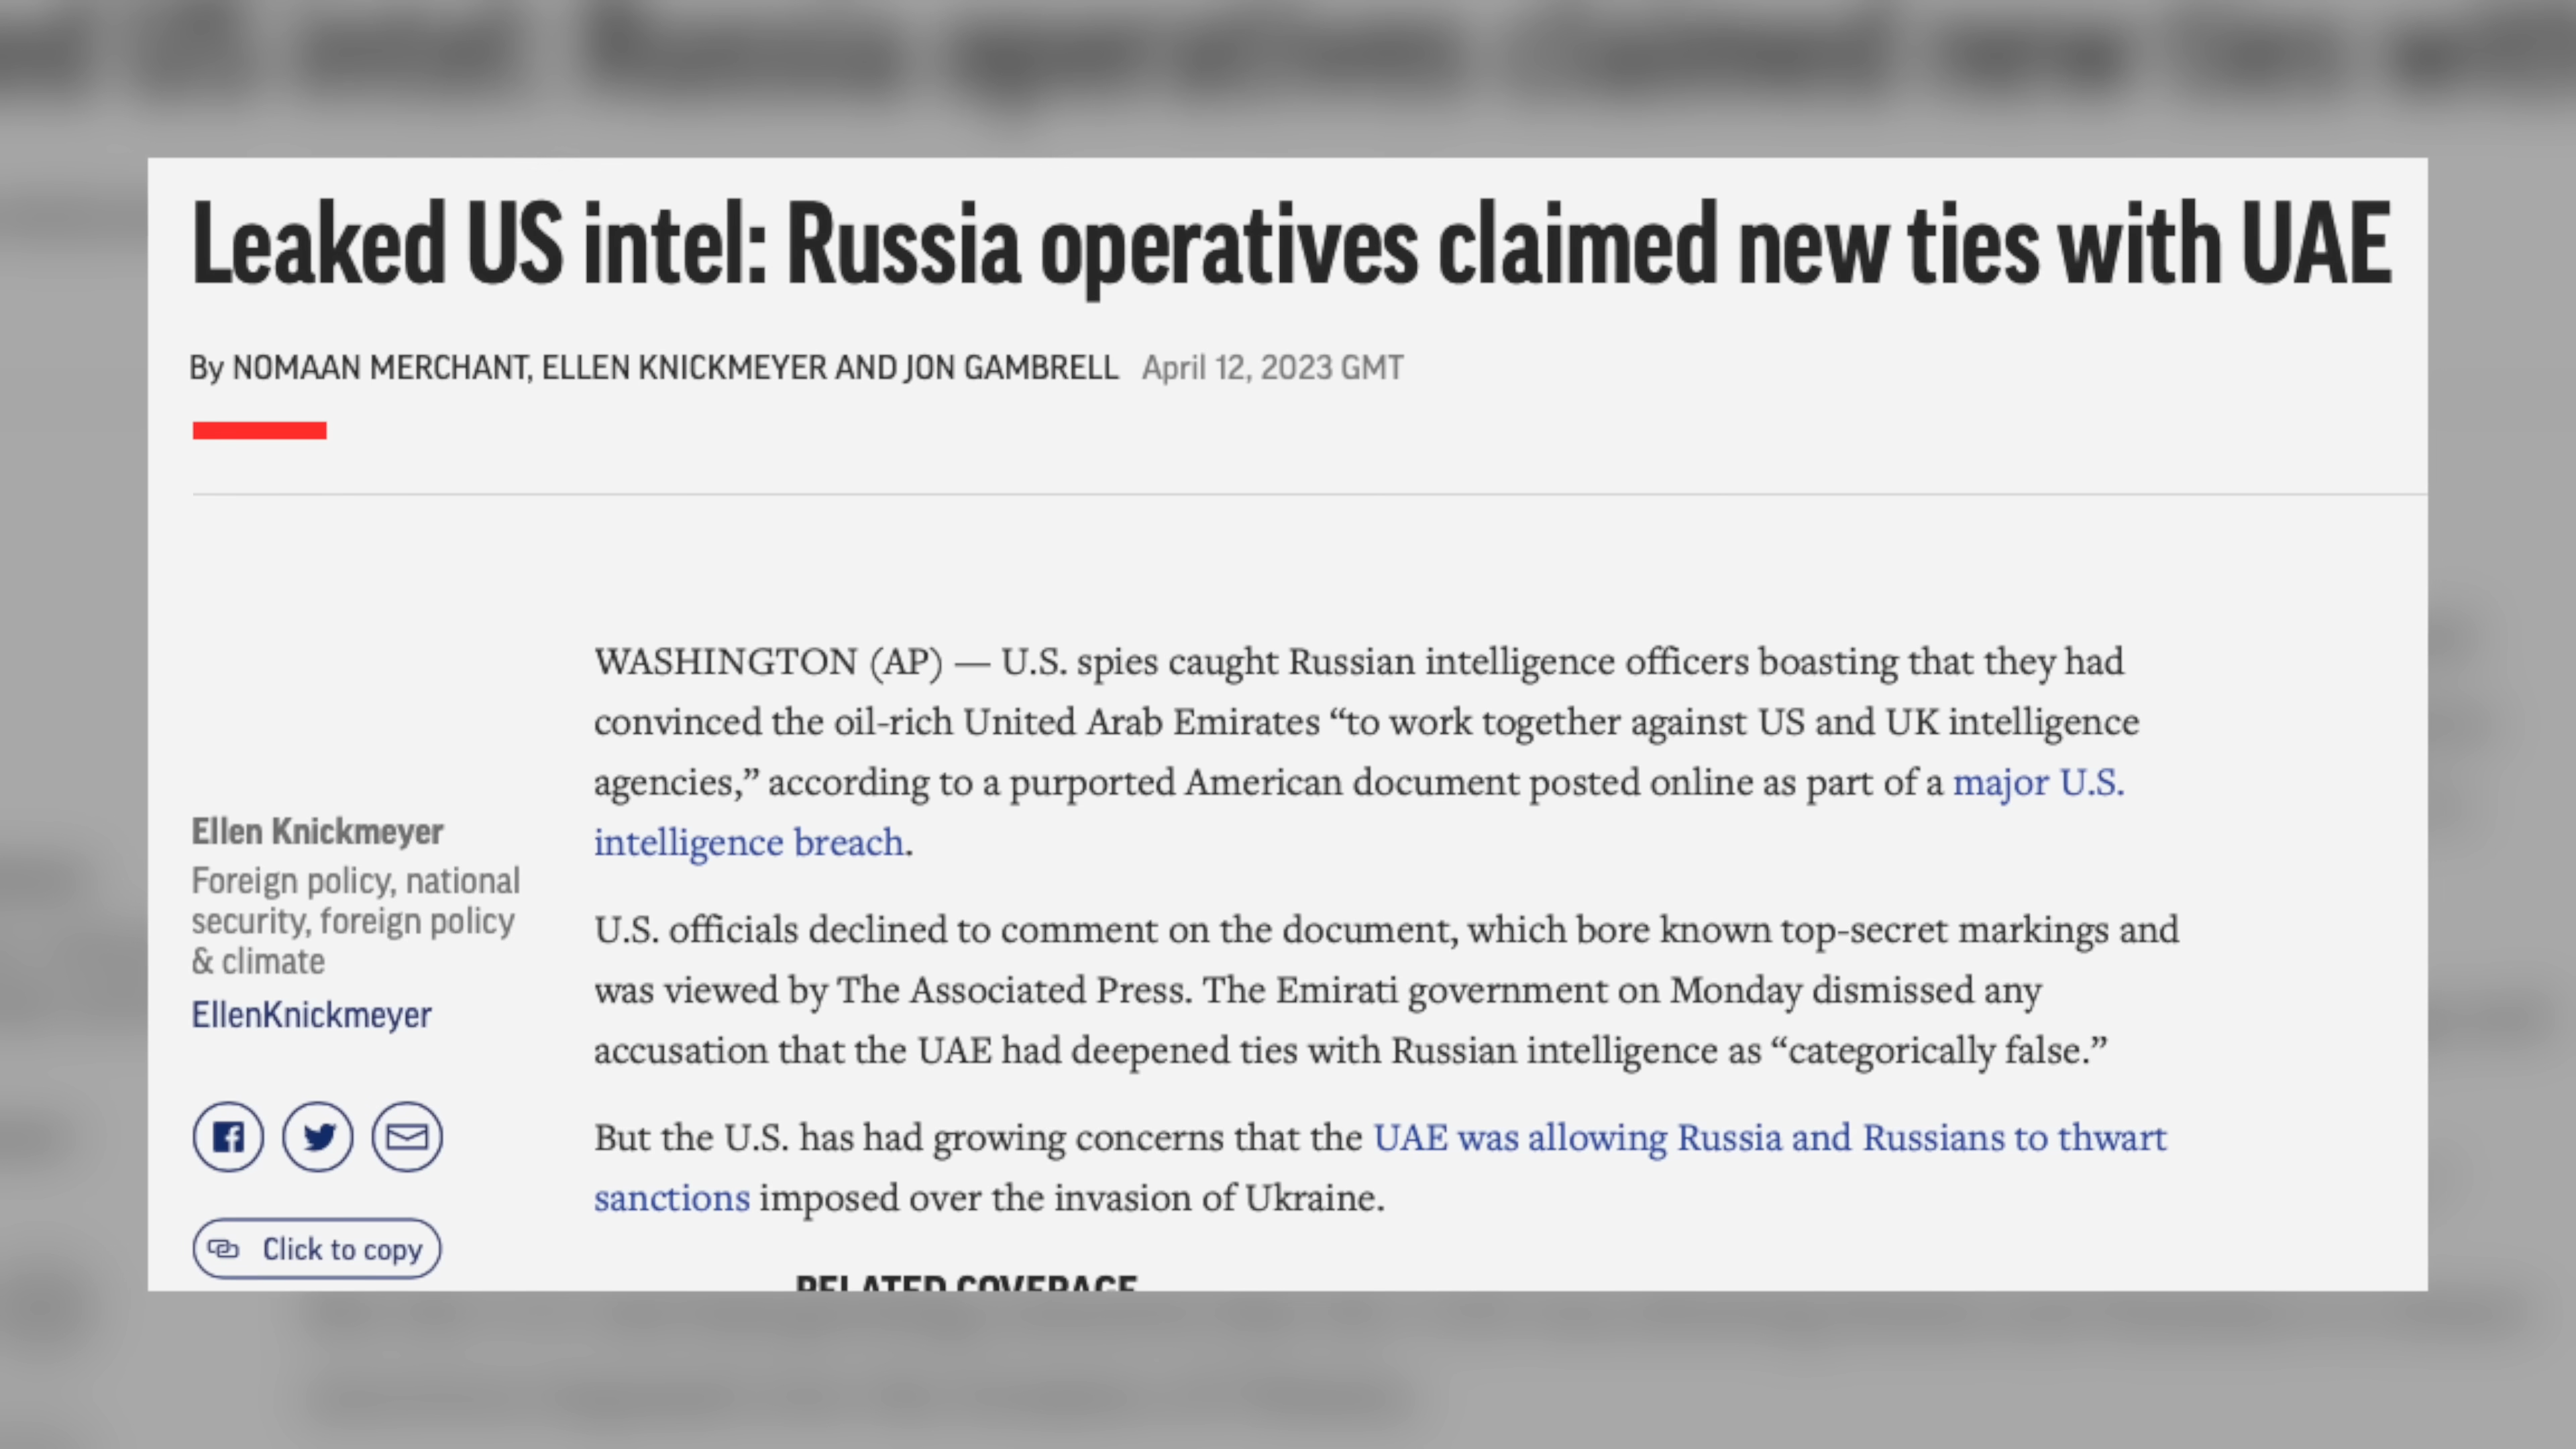 Leaked US intel: Russia operatives claimed new ties with UAE
By NOMAAN MERCHANT, ELLEN KNICKMEYER AND JON GAMBRELL April 12, 2023 GMT
WASHINGTON (AP) — U.S. spies caught Russian intelligence officers boasting that they had
convinced the oil-rich United Arab Emirates “to work together against US and UK intelligence
agencies,” according to a purported American document posted online as part of a major U.S.
intelligence breach.
Ellen Knickmeyer
Foreign policy, national
security, foreign policy
& climate
EllenKnickmeyer
U.S. officials declined to comment on the document, which bore known top-secret markings and
was viewed by The Associated Press. The Emirati government on Monday dismissed any
accusation that the UAE had deepened ties with Russian intelligence as “categorically false.”
But the U.S. has had growing concerns that the UAE was allowing Russia and Russians to thwart
sanctions imposed over the invasion of Ukraine.
Click to copy
RELATED COVERAGE